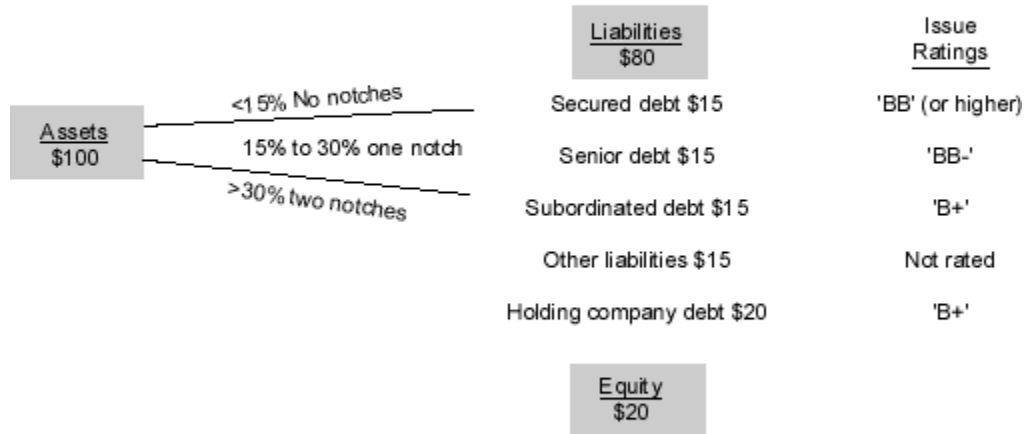 Liabilities
$80
Issue
Ratings
<15% No notches
Secured debt $15
'BB' (or higher)
Assets
$100
15% to 30% one notch
Senior debt $15
'BB-'
>30% two notches
Subordinated debt $15
'B+'
Other liabilities $15
Not rated
Holding company debt $20
'B+'
Equity
$20